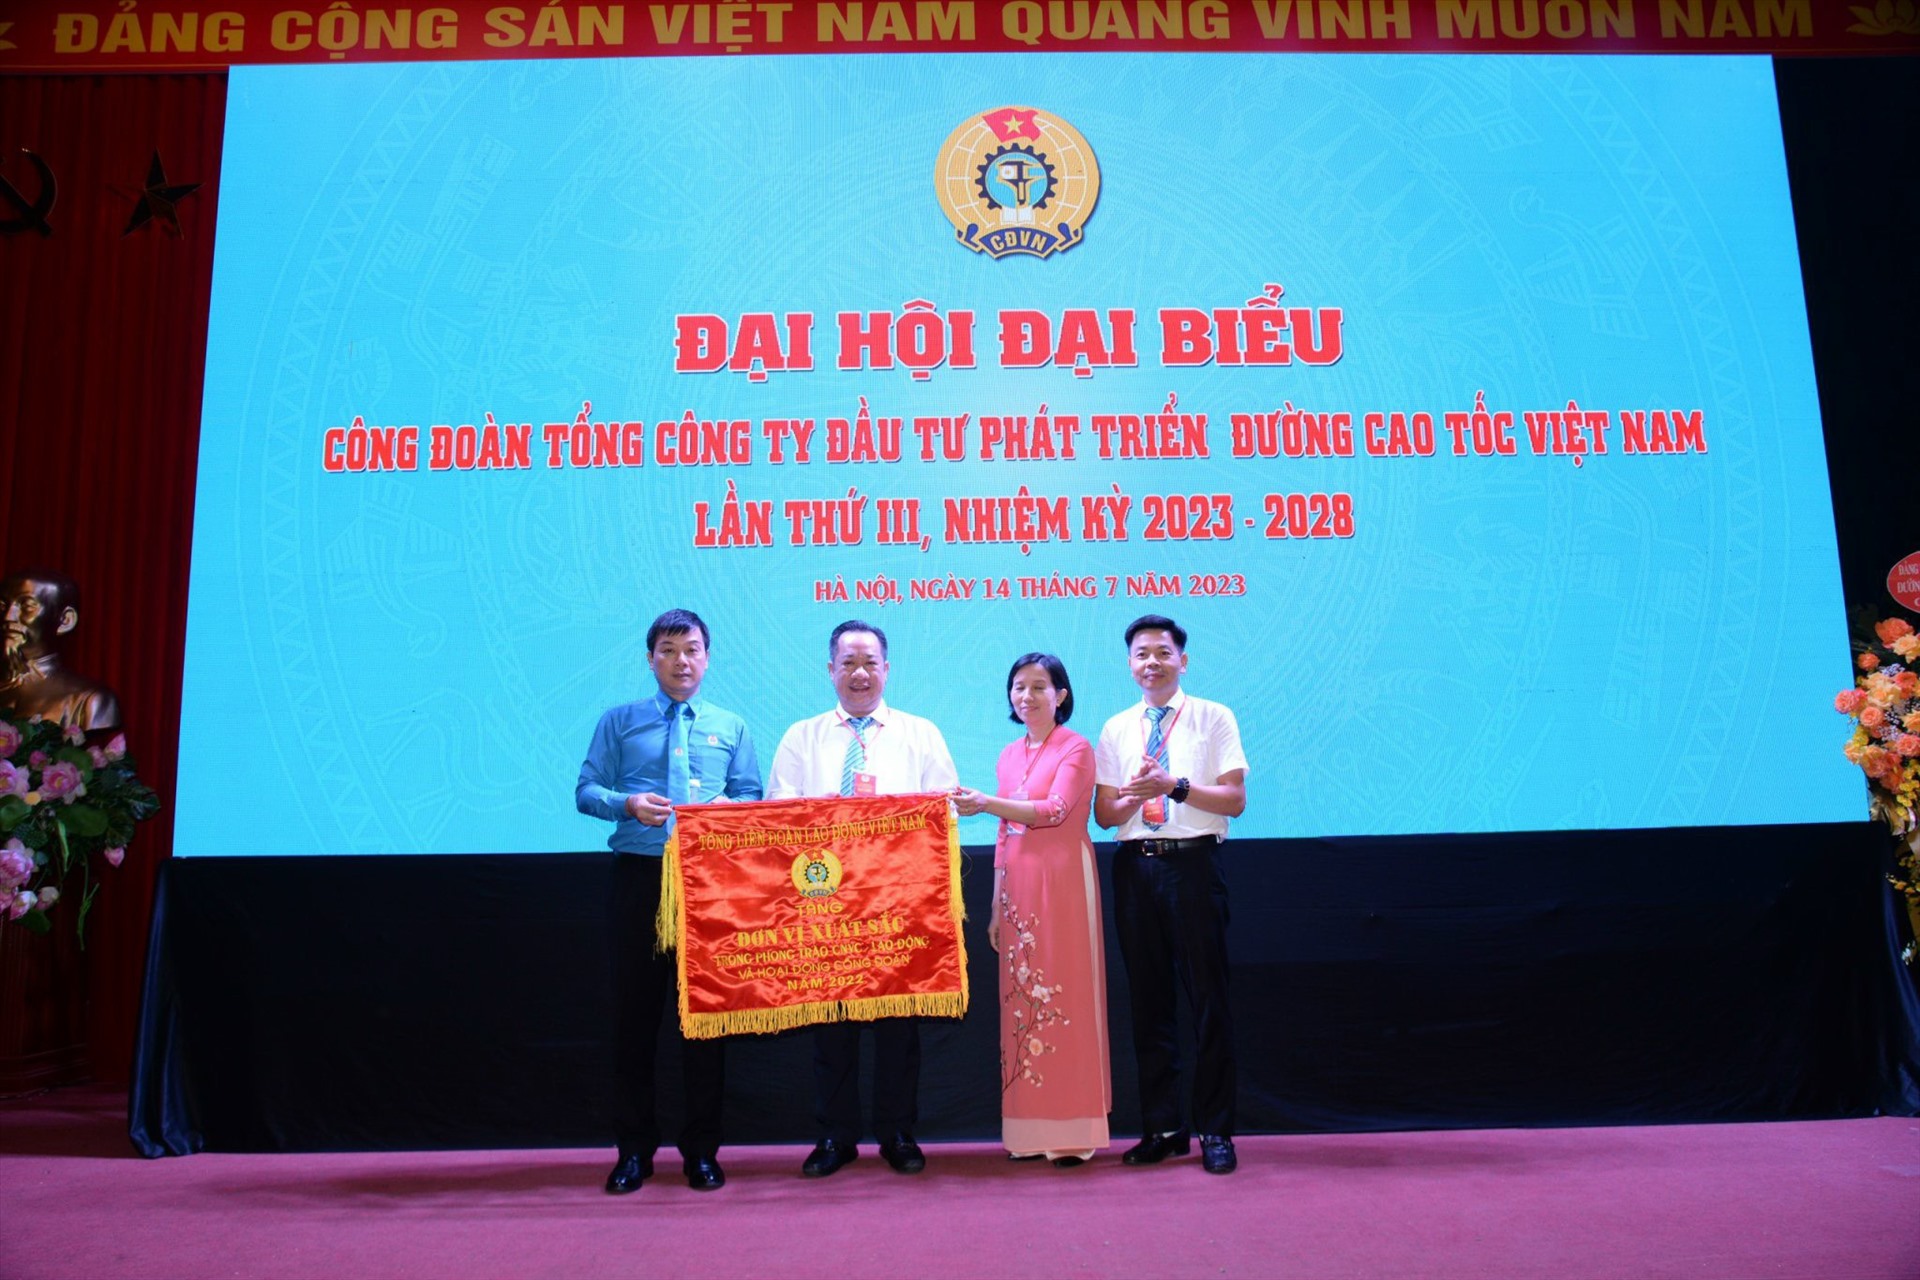 ĐẢNG CỘNG SẢN VIỆT NAM QUANG VINH MUÔN NĂM
CĐVN
ĐẠI HỘI ĐẠI BIỂU
CÔNG ĐOÀN TỔNG CÔNG TY ĐẦU TƯ PHÁT TRIỂN ĐƯỜNG CAO TỐC VIỆT NAM
LẦN THỨ III, NHIỆM KỲ 2023 - 2028
HÀ NỘI, NGÀY 14 THÁNG 7 NĂM 2023
TỔNG LIÊN ĐOÀN LAO ĐỘNG VIỆT NAM
TẶNG
ĐƠN VỊ XUẤT SẮC
TRONG PHONG TRÀO CNVC, LAO ĐỘNG
VÀ HOẠT ĐỘNG CÔNG ĐOÀN
NĂM 2022
ĐẢNG